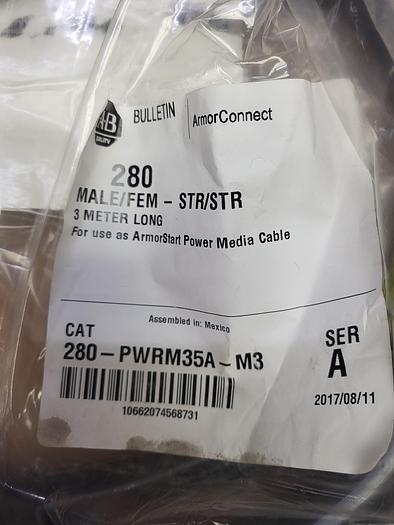 AB
QUALITY
BULLETIN
ArmorConnect
280
MALE/FEM - STR/STR
3 METER LONG
For use as ArmorStart Power Media Cable
Assembled in: Mexico
CAT
280-PWRM35A-M3
SER
A
10662074568731
2017/08/11